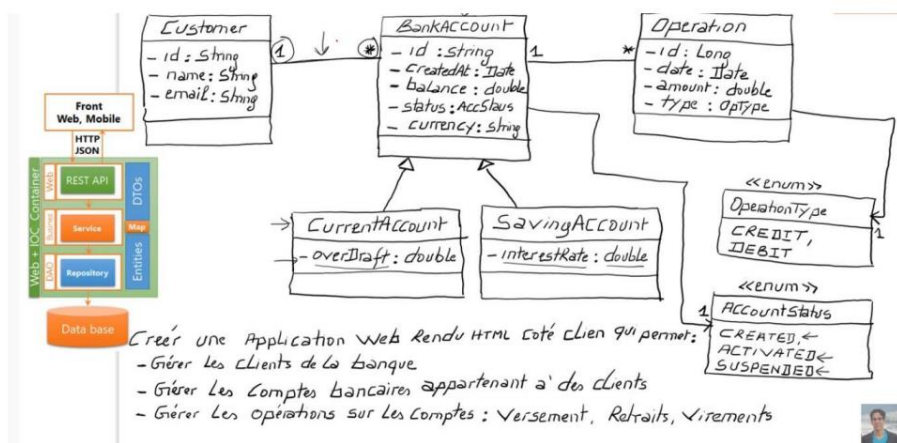 Customer
- id : String
- name : String
- email : String
1
*
BankAccount
- id : String
- createdAt : Date
- balance : double
- status : AccStaus
- currency : String
1
*
Operation
- id : Long
- date : Date
- amount : double
- type : OpType
Front
Web, Mobile
HTTP
JSON
Web + IOC Container
Web
REST API
Service
DAO
Repository
DTOs
Map
Entities
Data base
CurrentAccount
- overDraft : double
SavingAccount
- interestRate : double
<<enum>>
OperationType
CREDIT,
DEBIT
1
<<enum>>
1
AccountStatus
CREATED,
ACTIVATED
SUSPENDED
Creér une Application Web Rendu HTML Coté Clien qui permet:
- Gérer Les clients de la banque
- Gérer Les Comptes bancaires appartenant à des clients
- Gérer Les opérations sur Les Comptes : Versement, Retraits, Virements